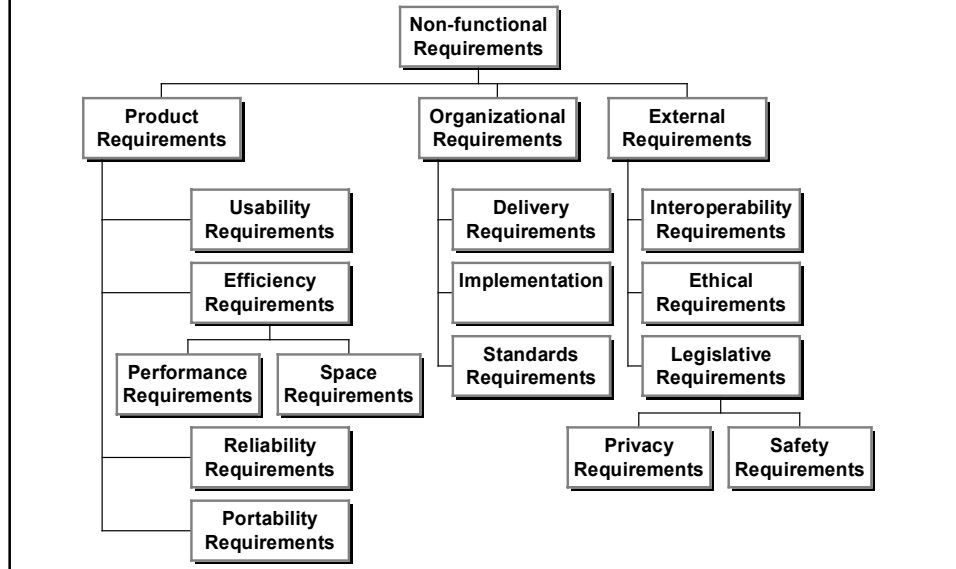 Non-functional
Requirements
Product
Requirements
Organizational
Requirements
External
Requirements
Usability
Requirements
Delivery
Requirements
Interoperability
Requirements
Efficiency
Requirements
Implementation
Ethical
Requirements
Performance
Requirements
Space
Requirements
Standards
Requirements
Legislative
Requirements
Reliability
Requirements
Privacy
Requirements
Safety
Requirements
Portability
Requirements